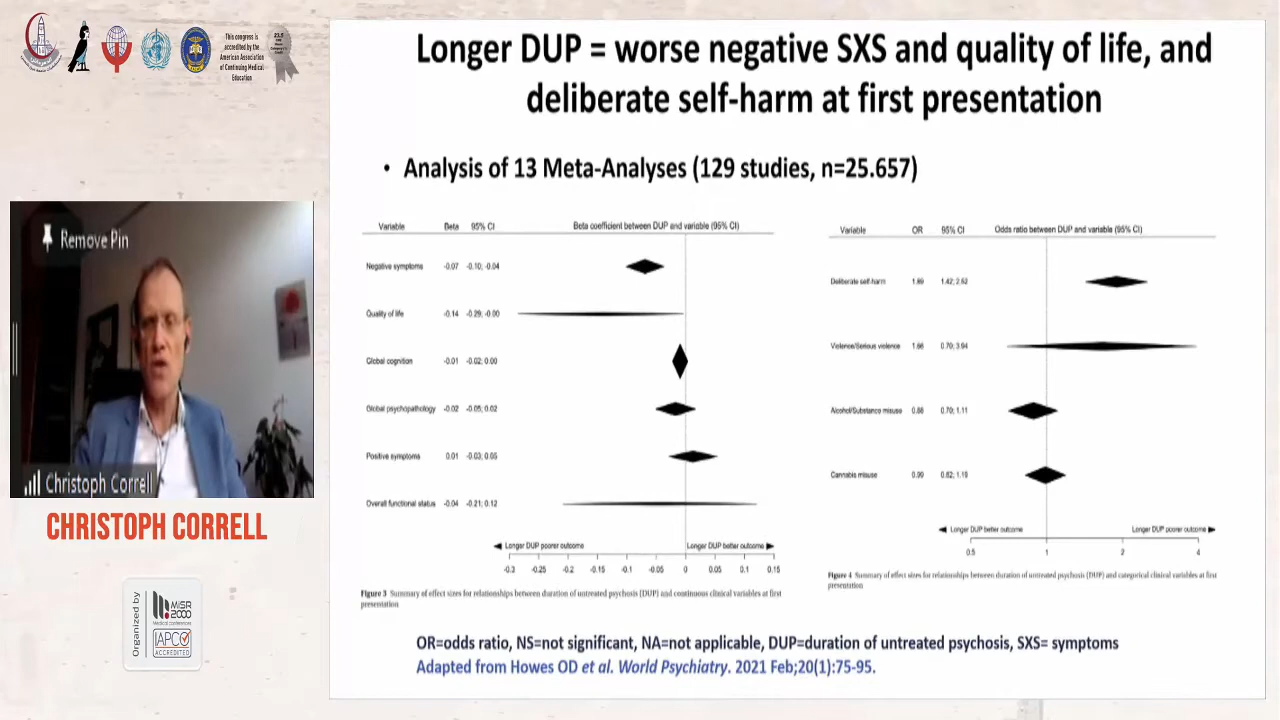 This congress is
accredited by the
American Association
of Continuing Medical
Education
Remove Pin
Christoph Correll
CHRISTOPH CORRELL
Organized by
MISR
2000
Medical conferences
IAPCO
ACCREDITED
Longer DUP = worse negative SXS and quality of life, and
deliberate self-harm at first presentation
• Analysis of 13 Meta-Analyses (129 studies, n=25.657)
Variable Beta 95% CI Beta coefficient between DUP and variable (95% CI)
Negative symptoms -0.07 -0.10; -0.04
Quality of life -0.14 -0.29; -0.00
Global cognition -0.01 -0.02; 0.00
Global psychopathology -0.02 -0.05; 0.02
Positive symptoms 0.01 -0.03; 0.05
Overall functional status -0.04 -0.21; 0.12
Longer DUP poorer outcome Longer DUP better outcome
-0.3 -0.25 -0.2 -0.15 -0.1 -0.05 0 0.05 0.1 0.15
Figure 3 Summary of effect sizes for relationships between duration of untreated psychosis (DUP) and continuous clinical variables at first
presentation
Variable OR 95% CI Odds ratio between DUP and variable (95% CI)
Deliberate self-harm 1.89 1.42; 2.52
Violence/Serious violence 1.66 0.70; 3.94
Alcohol/Substance misuse 0.88 0.70; 1.11
Cannabis misuse 0.99 0.82; 1.19
Longer DUP better outcome Longer DUP poorer outcome
0.5 1 2 4
Figure 4 Summary of effect sizes for relationships between duration of untreated psychosis (DUP) and categorical clinical variables at first
presentation
OR=odds ratio, NS=not significant, NA=not applicable, DUP=duration of untreated psychosis, SXS= symptoms
Adapted from Howes OD et al. World Psychiatry. 2021 Feb;20(1):75-95.